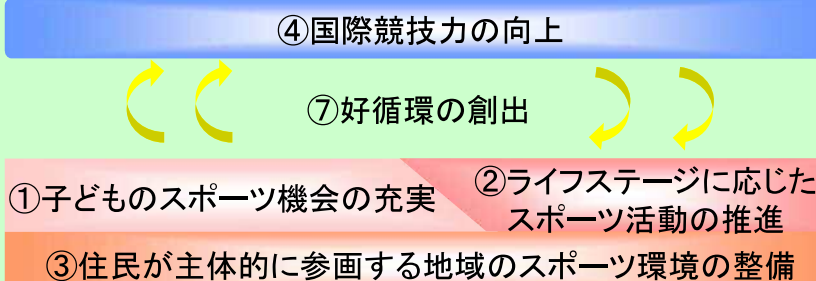 ④国際競技力の向上
⑦好循環の創出
①子どものスポーツ機会の充実
②ライフステージに応じた
スポーツ活動の推進
③住民が主体的に参画する地域のスポーツ環境の整備